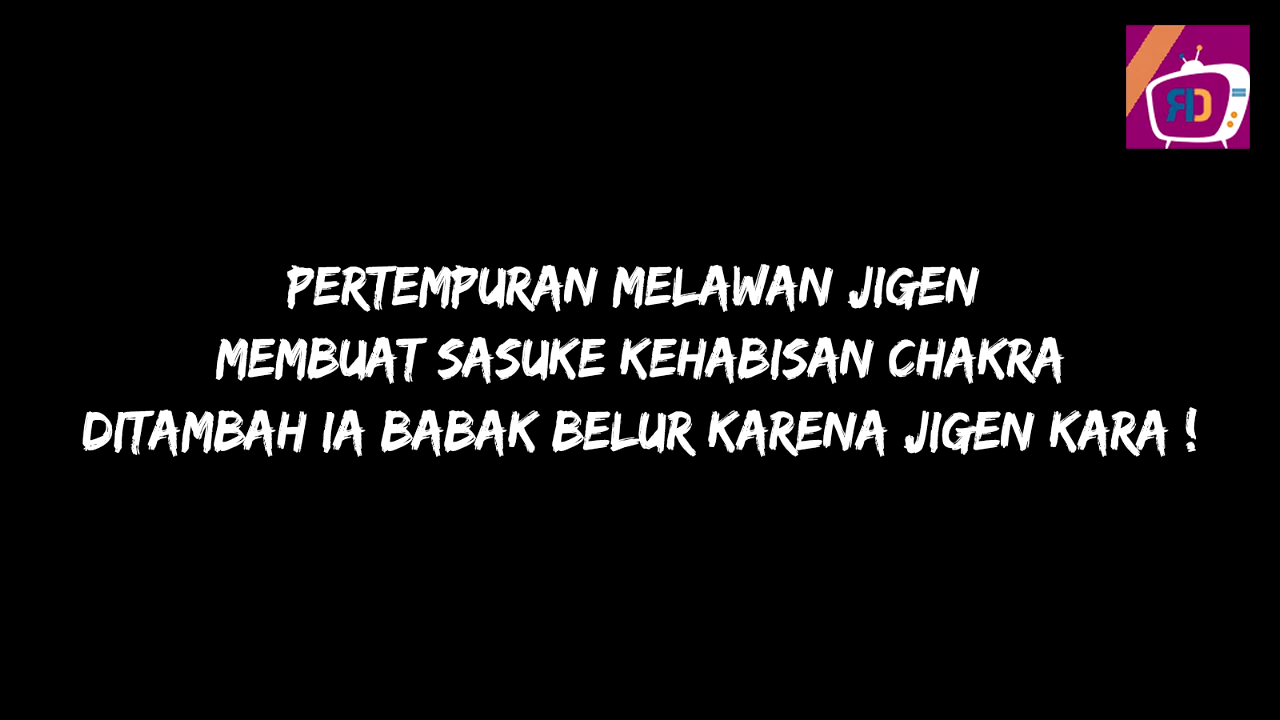 PERTEMPURAN MELAWAN JIGEN
MEMBUAT SASUKE KEHABISAN CHAKRA
DITAMBAH IA BABAK BELUR KARENA JIGEN KARA !